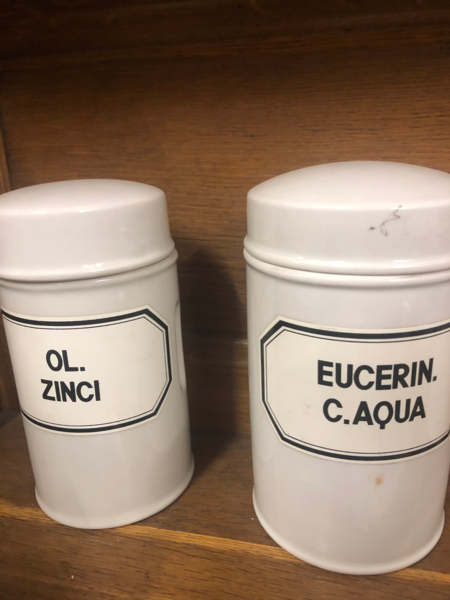 OL.
ZINCI
EUCERIN.
C.AQUA